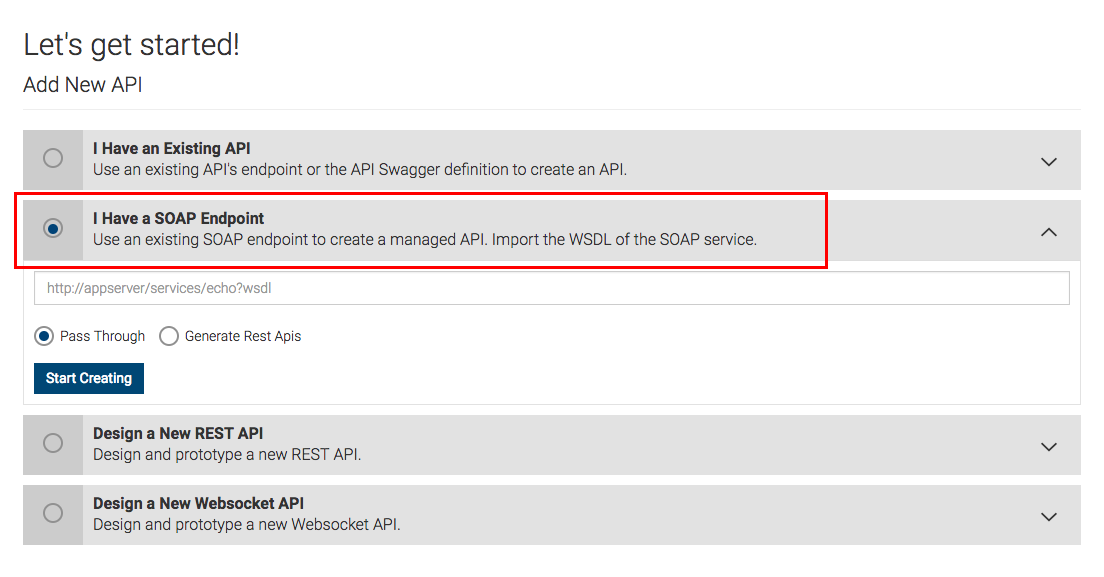 Let's get started!
Add New API
I Have an Existing API
Use an existing API's endpoint or the API Swagger definition to create an API.
I Have a SOAP Endpoint
Use an existing SOAP endpoint to create a managed API. Import the WSDL of the SOAP service.
http://appserver/services/echo?wsdl
Pass Through Generate Rest Apis
Start Creating
Design a New REST API
Design and prototype a new REST API.
Design a New Websocket API
Design and prototype a new Websocket API.